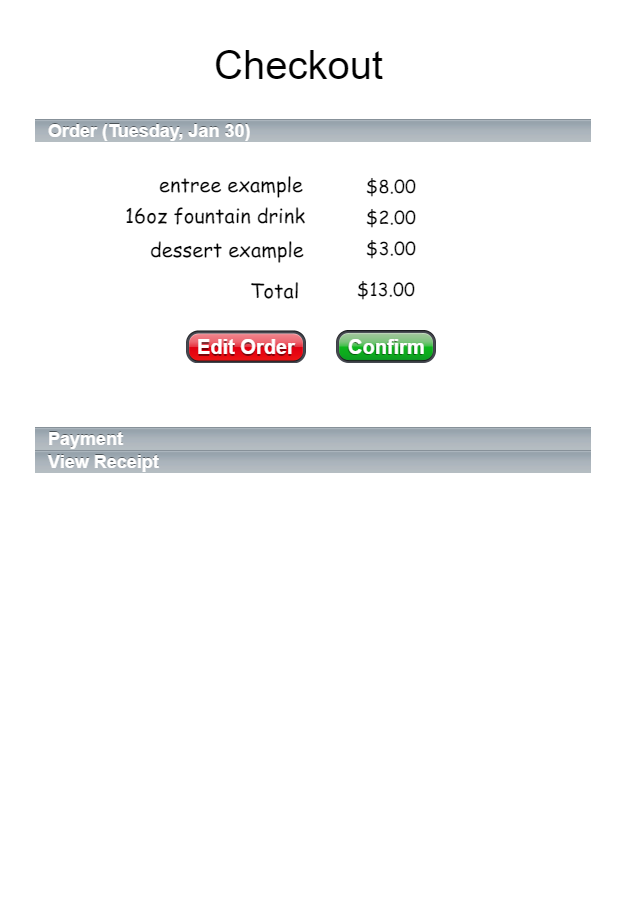 Checkout
Order (Tuesday, Jan 30)
entree example $8.00
16oz fountain drink $2.00
dessert example $3.00
Total $13.00
Edit Order Confirm
Payment
View Receipt